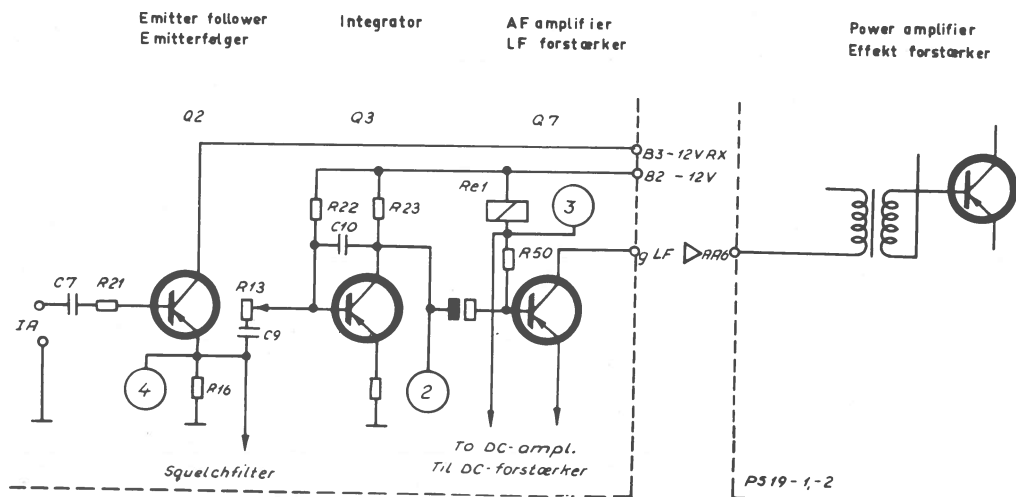 Emitter follower
Emitterfølger
Integrator
AF amplifier
LF forstærker
Power amplifier
Effekt forstærker
Q2
Q3
Q7
B3-12V RX
B2 -12V
Re1
3
R22
R23
C10
R50
g LF
AA6
C7
R21
R13
C9
IA
4
R16
2
To DC-ampl.
Til DC-forstærker
Squelchfilter
PS19-1,-2